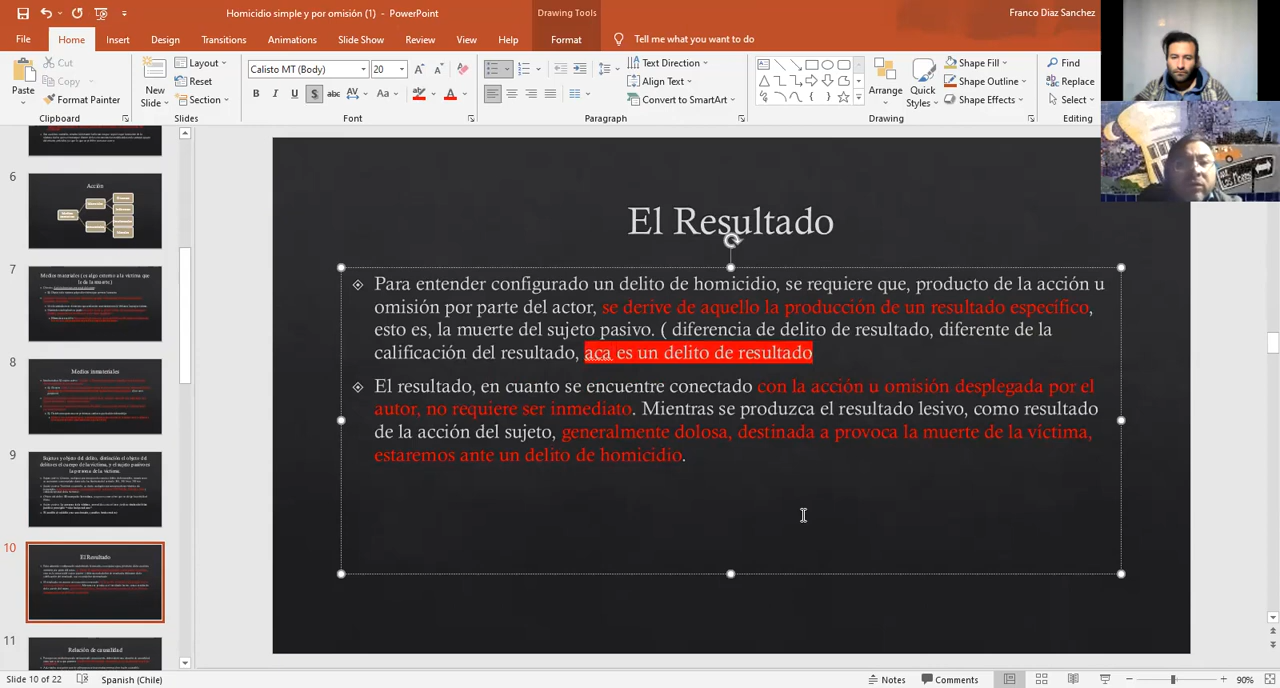 Homicidio simple y por omisión (1) - PowerPoint
Drawing Tools
Franco Diaz Sanchez
File Home Insert Design Transitions Animations Slide Show Review View Help Format Tell me what you want to do
Paste
Cut
Copy
Format Painter
Clipboard
New Slide
Layout
Reset
Section
Slides
Calisto MT (Body) 20
B I U S abc AV Aa A
Font
Text Direction
Align Text
Convert to SmartArt
Paragraph
Arrange
Quick Styles
Shape Fill
Shape Outline
Shape Effects
Drawing
Find
Replace
Select
Editing
6
Acción
7
8
Medios inmateriales
9
10
El Resultado
11
Relación de causalidad
El Resultado
Para entender configurado un delito de homicidio, se requiere que, producto de la acción u
omisión por parte del actor, se derive de aquello la producción de un resultado específico,
esto es, la muerte del sujeto pasivo. ( diferencia de delito de resultado, diferente de la
calificación del resultado, aca es un delito de resultado
El resultado, en cuanto se encuentre conectado con la acción u omisión desplegada por el
autor, no requiere ser inmediato. Mientras se produzca el resultado lesivo, como resultado
de la acción del sujeto, generalmente dolosa, destinada a provoca la muerte de la víctima,
estaremos ante un delito de homicidio.
Slide 10 of 22 Spanish (Chile) Notes Comments 90%